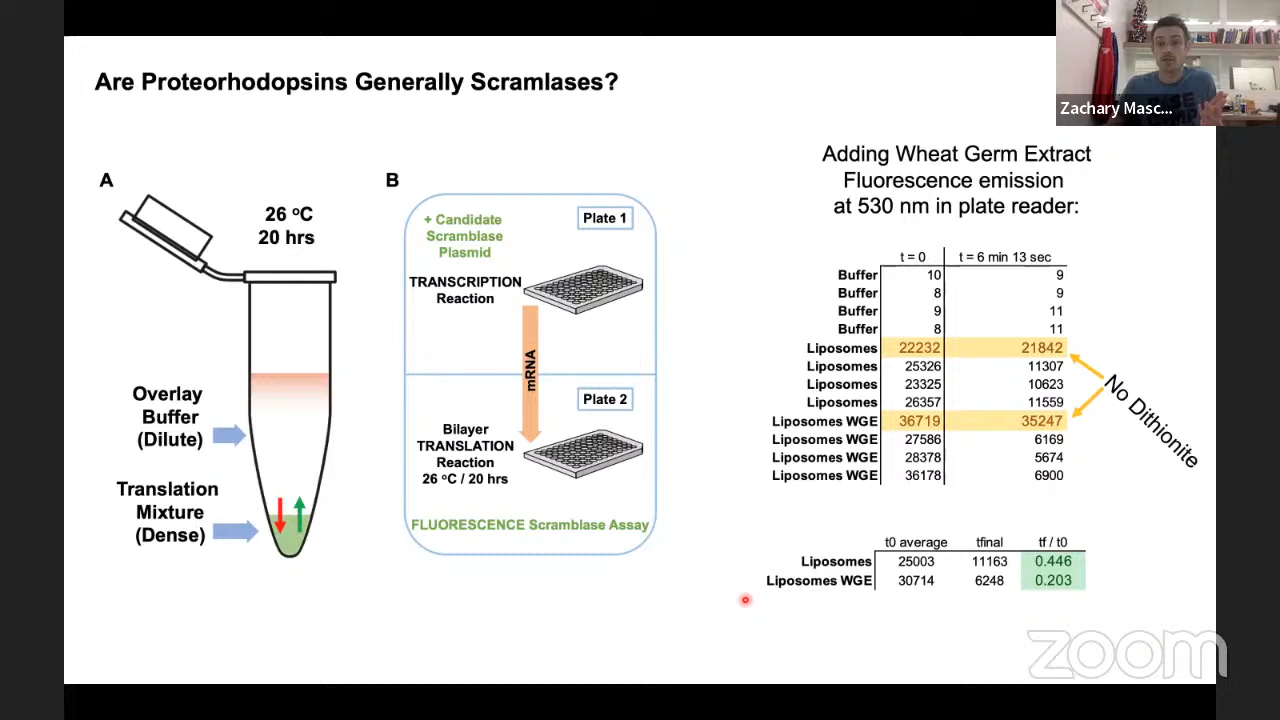 Are Proteorhodopsins Generally Scramlases?
Zachary Masc...
A
26 °C
20 hrs
Overlay
Buffer
(Dilute)
Translation
Mixture
(Dense)
B
+ Candidate
Scramblase
Plasmid
Plate 1
TRANSCRIPTION
Reaction
mRNA
Plate 2
Bilayer
TRANSLATION
Reaction
26 °C / 20 hrs
FLUORESCENCE Scramblase Assay
Adding Wheat Germ Extract
Fluorescence emission
at 530 nm in plate reader:
t = 0 t = 6 min 13 sec
Buffer 10 9
Buffer 8 9
Buffer 9 11
Buffer 8 11
Liposomes 22232 21842
Liposomes 25326 11307
Liposomes 23325 10623
Liposomes 26357 11559
Liposomes WGE 36719 35247
Liposomes WGE 27586 6169
Liposomes WGE 28378 5674
Liposomes WGE 36178 6900
No Dithionite
t0 average tfinal tf / t0
Liposomes 25003 11163 0.446
Liposomes WGE 30714 6248 0.203
zoom